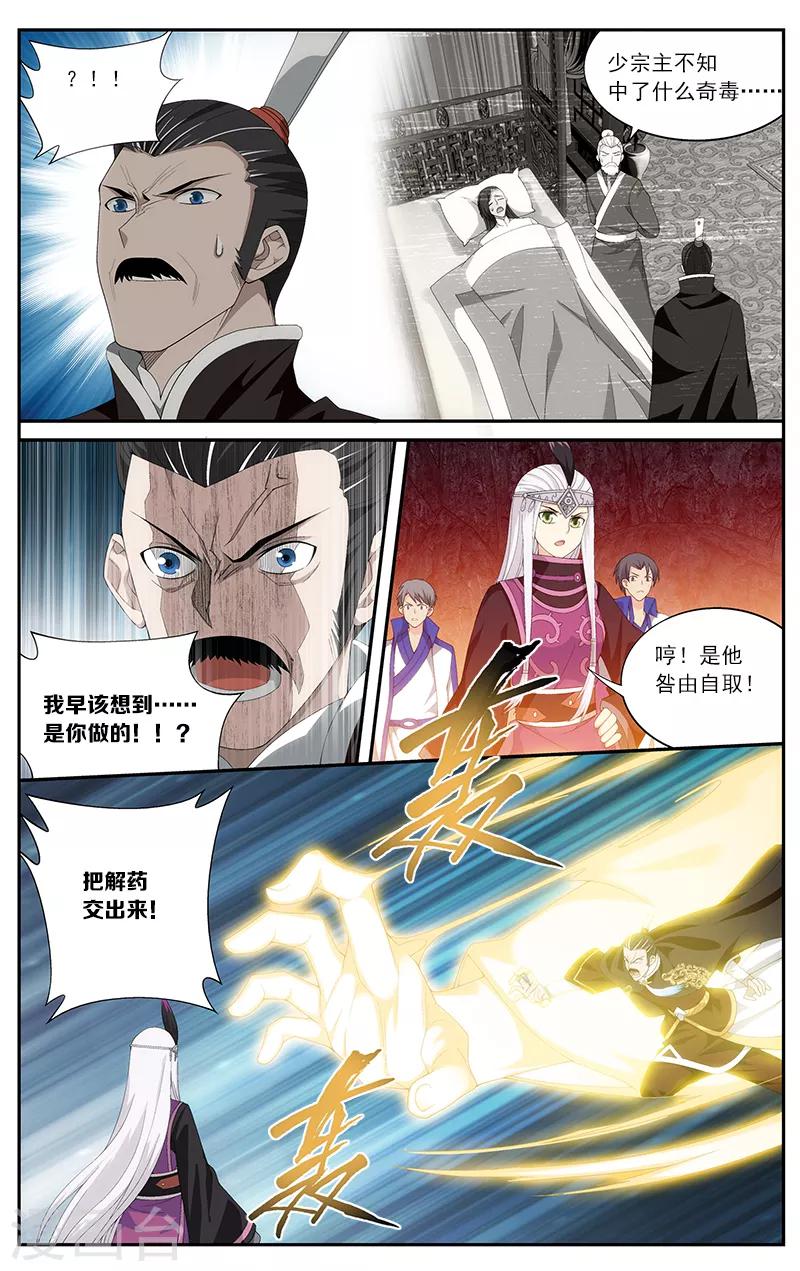 ？！！
少宗主不知
中了什么奇毒……
我早该想到……
是你做的！！？
哼！是他
咎由自取！
轰
把解药
交出来！
轰
漫画台